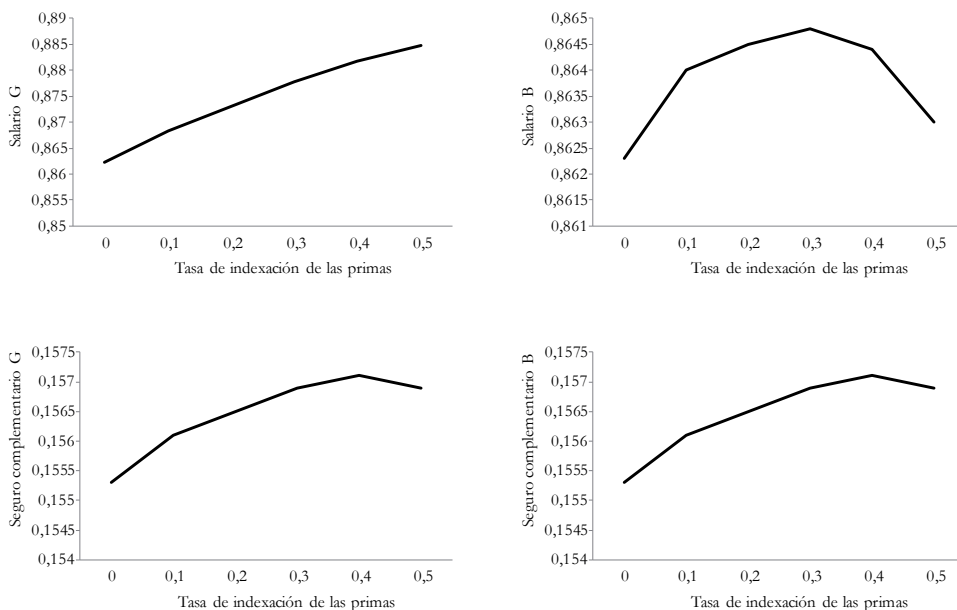 0,89
0,885
0,88
0,875
0,87
0,865
0,86
0,855
0,85
Salario G
0 0,1 0,2 0,3 0,4 0,5
Tasa de indexación de las primas
0,865
0,8645
0,864
0,8635
0,863
0,8625
0,862
0,8615
0,861
Salario B
0 0,1 0,2 0,3 0,4 0,5
Tasa de indexación de las primas
0,1575
0,157
0,1565
0,156
0,1555
0,155
0,1545
0,154
Seguro complementario G
0 0,1 0,2 0,3 0,4 0,5
Tasa de indexación de las primas
0,1575
0,157
0,1565
0,156
0,1555
0,155
0,1545
0,154
Seguro complementario B
0 0,1 0,2 0,3 0,4 0,5
Tasa de indexación de las primas